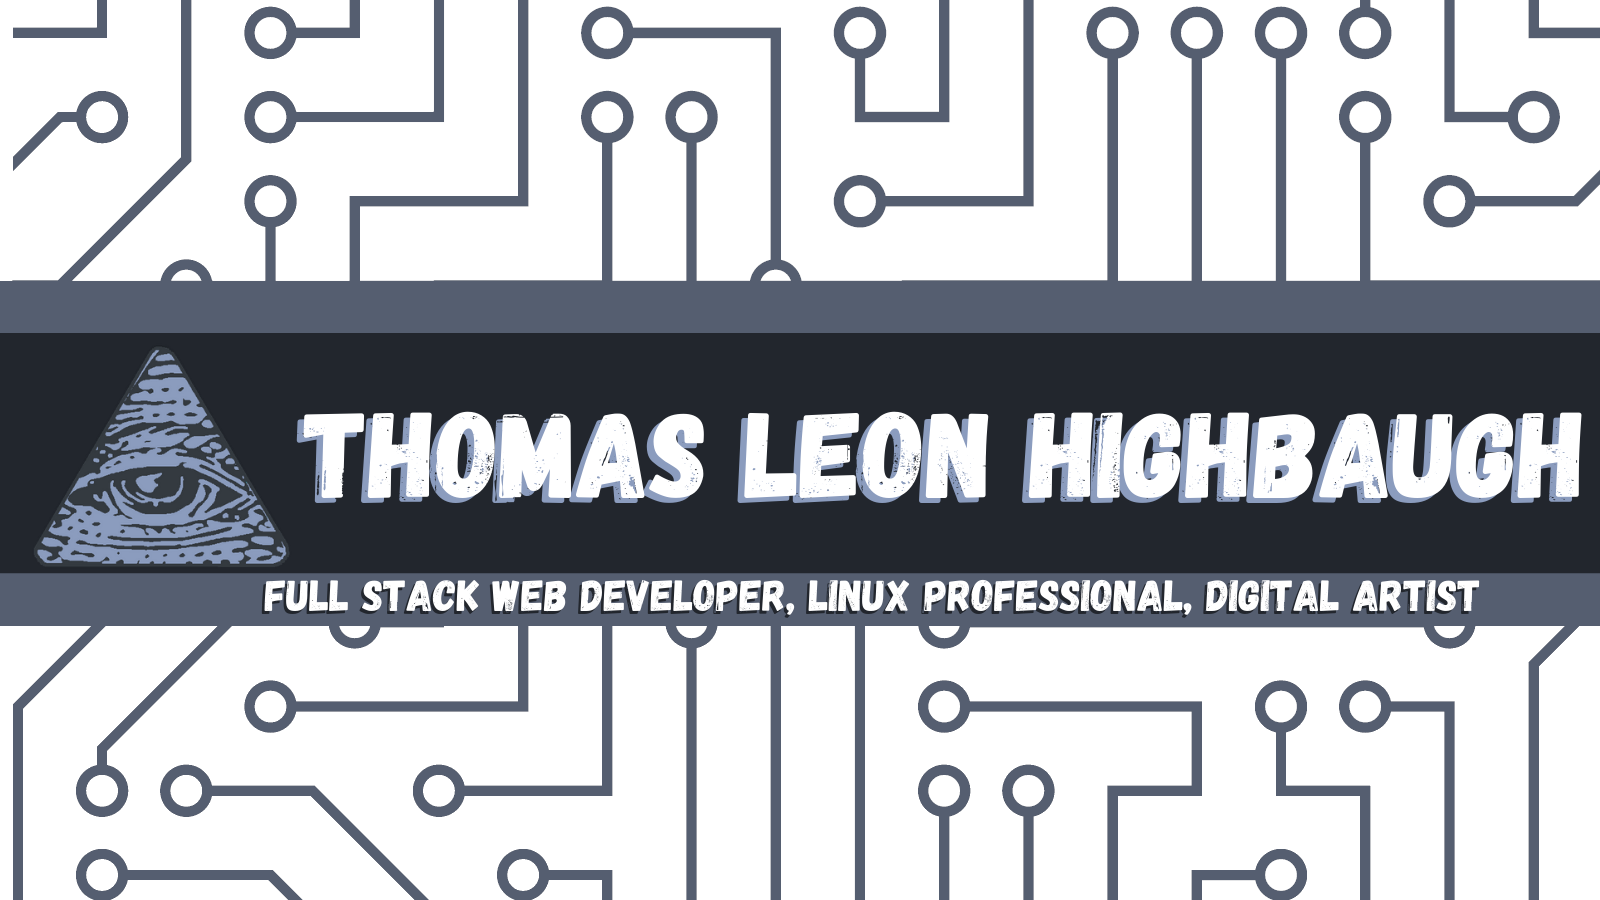 THOMAS LEON HIGHBAUGH
FULL STACK WEB DEVELOPER, LINUX PROFESSIONAL, DIGITAL ARTIST